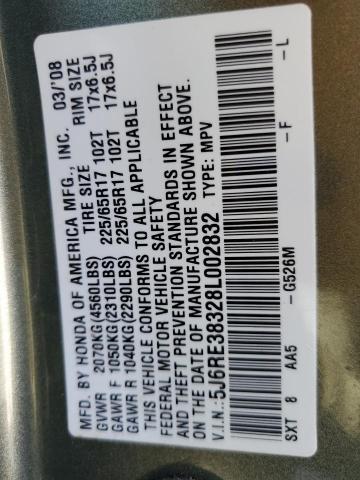 MFD. BY HONDA OF AMERICA MFG., INC. 03/'08
TIRE SIZE RIM SIZE
GVWR 2070KG(4560LBS) 225/65R17 102T 17x6.5J
GAWR F 1050KG(2310LBS) 225/65R17 102T 17x6.5J
GAWR R 1040KG(2290LBS)
THIS VEHICLE CONFORMS TO ALL APPLICABLE
FEDERAL MOTOR VEHICLE SAFETY
AND THEFT PREVENTION STANDARDS IN EFFECT
ON THE DATE OF MANUFACTURE SHOWN ABOVE.
V.I.N.:5J6RE38328L002832 TYPE: MPV
SXT 8 AA5 -G526M -F -L